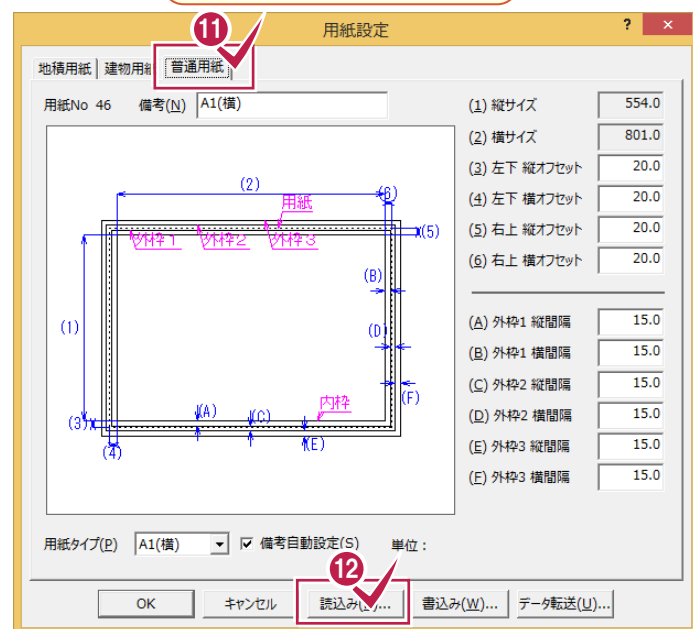 11
用紙設定
? ×
地積用紙 建物用 普通用紙
用紙No 46 備考(N) A1(横)
(1) 縦サイズ 554.0
(2) 横サイズ 801.0
(3) 左下 縦オフセット 20.0
(4) 左下 横オフセット 20.0
(5) 右上 縦オフセット 20.0
(6) 右上 横オフセット 20.0
(A) 外枠1 縦間隔 15.0
(B) 外枠1 横間隔 15.0
(C) 外枠2 縦間隔 15.0
(D) 外枠2 横間隔 15.0
(E) 外枠3 縦間隔 15.0
(F) 外枠3 横間隔 15.0
(2)
(6)
用紙
外枠1 外枠2 外枠3
(5)
(B)
(1)
(D)
(F)
内枠
(A) (C)
(3)
(E)
(4)
用紙タイプ(P) A1(横) 備考自動設定(S) 単位：
12
OK キャンセル 読込み... 書込み(W)... データ転送(U)...